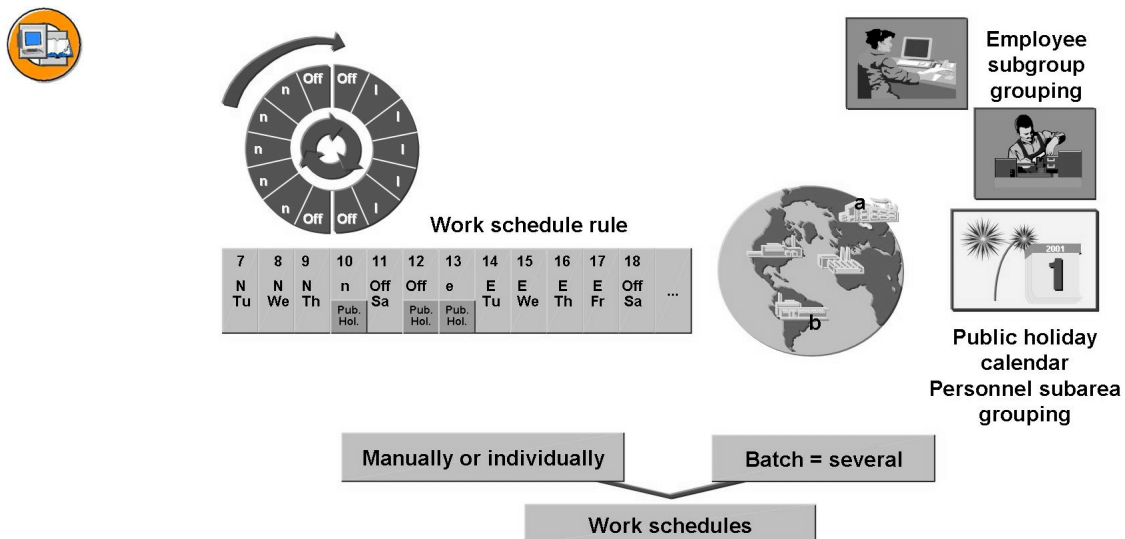 Off Off
n l
n l
n l
n l
n l
Off Off
Employee
subgroup
grouping
Work schedule rule
7 8 9 10 11 12 13 14 15 16 17 18
N N N n Off Off e E E E E Off ...
Tu We Th Sa Tu We Th Fr Sa
Pub. Pub. Pub.
Hol. Hol. Hol.
a
b
2001
1
Public holiday
calendar
Personnel subarea
grouping
Manually or individually
Batch = several
Work schedules